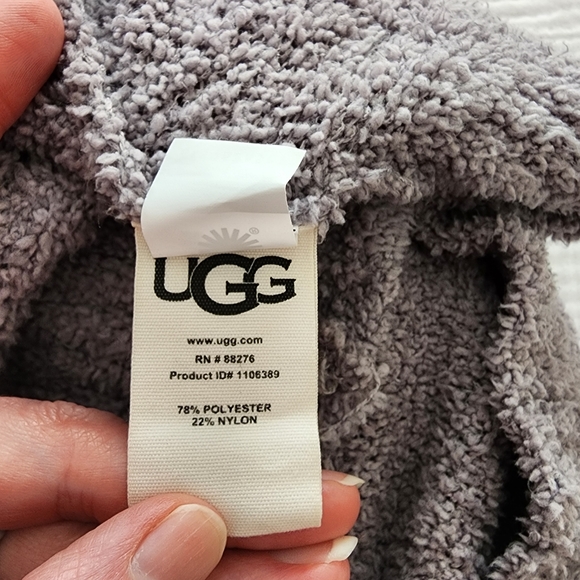 UGG
www.ugg.com
RN # 88276
Product ID# 1106389
78% POLYESTER
22% NYLON